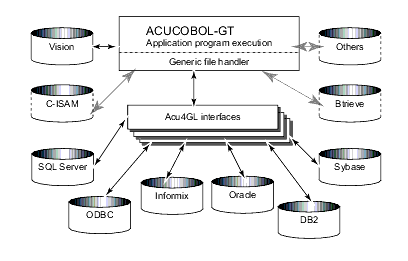 ACUCOBOL-GT
Application program execution
Vision
Others
Generic file handler
C-ISAM
Btrieve
Acu4GL interfaces
SQL Server
Sybase
Informix
Oracle
ODBC
DB2